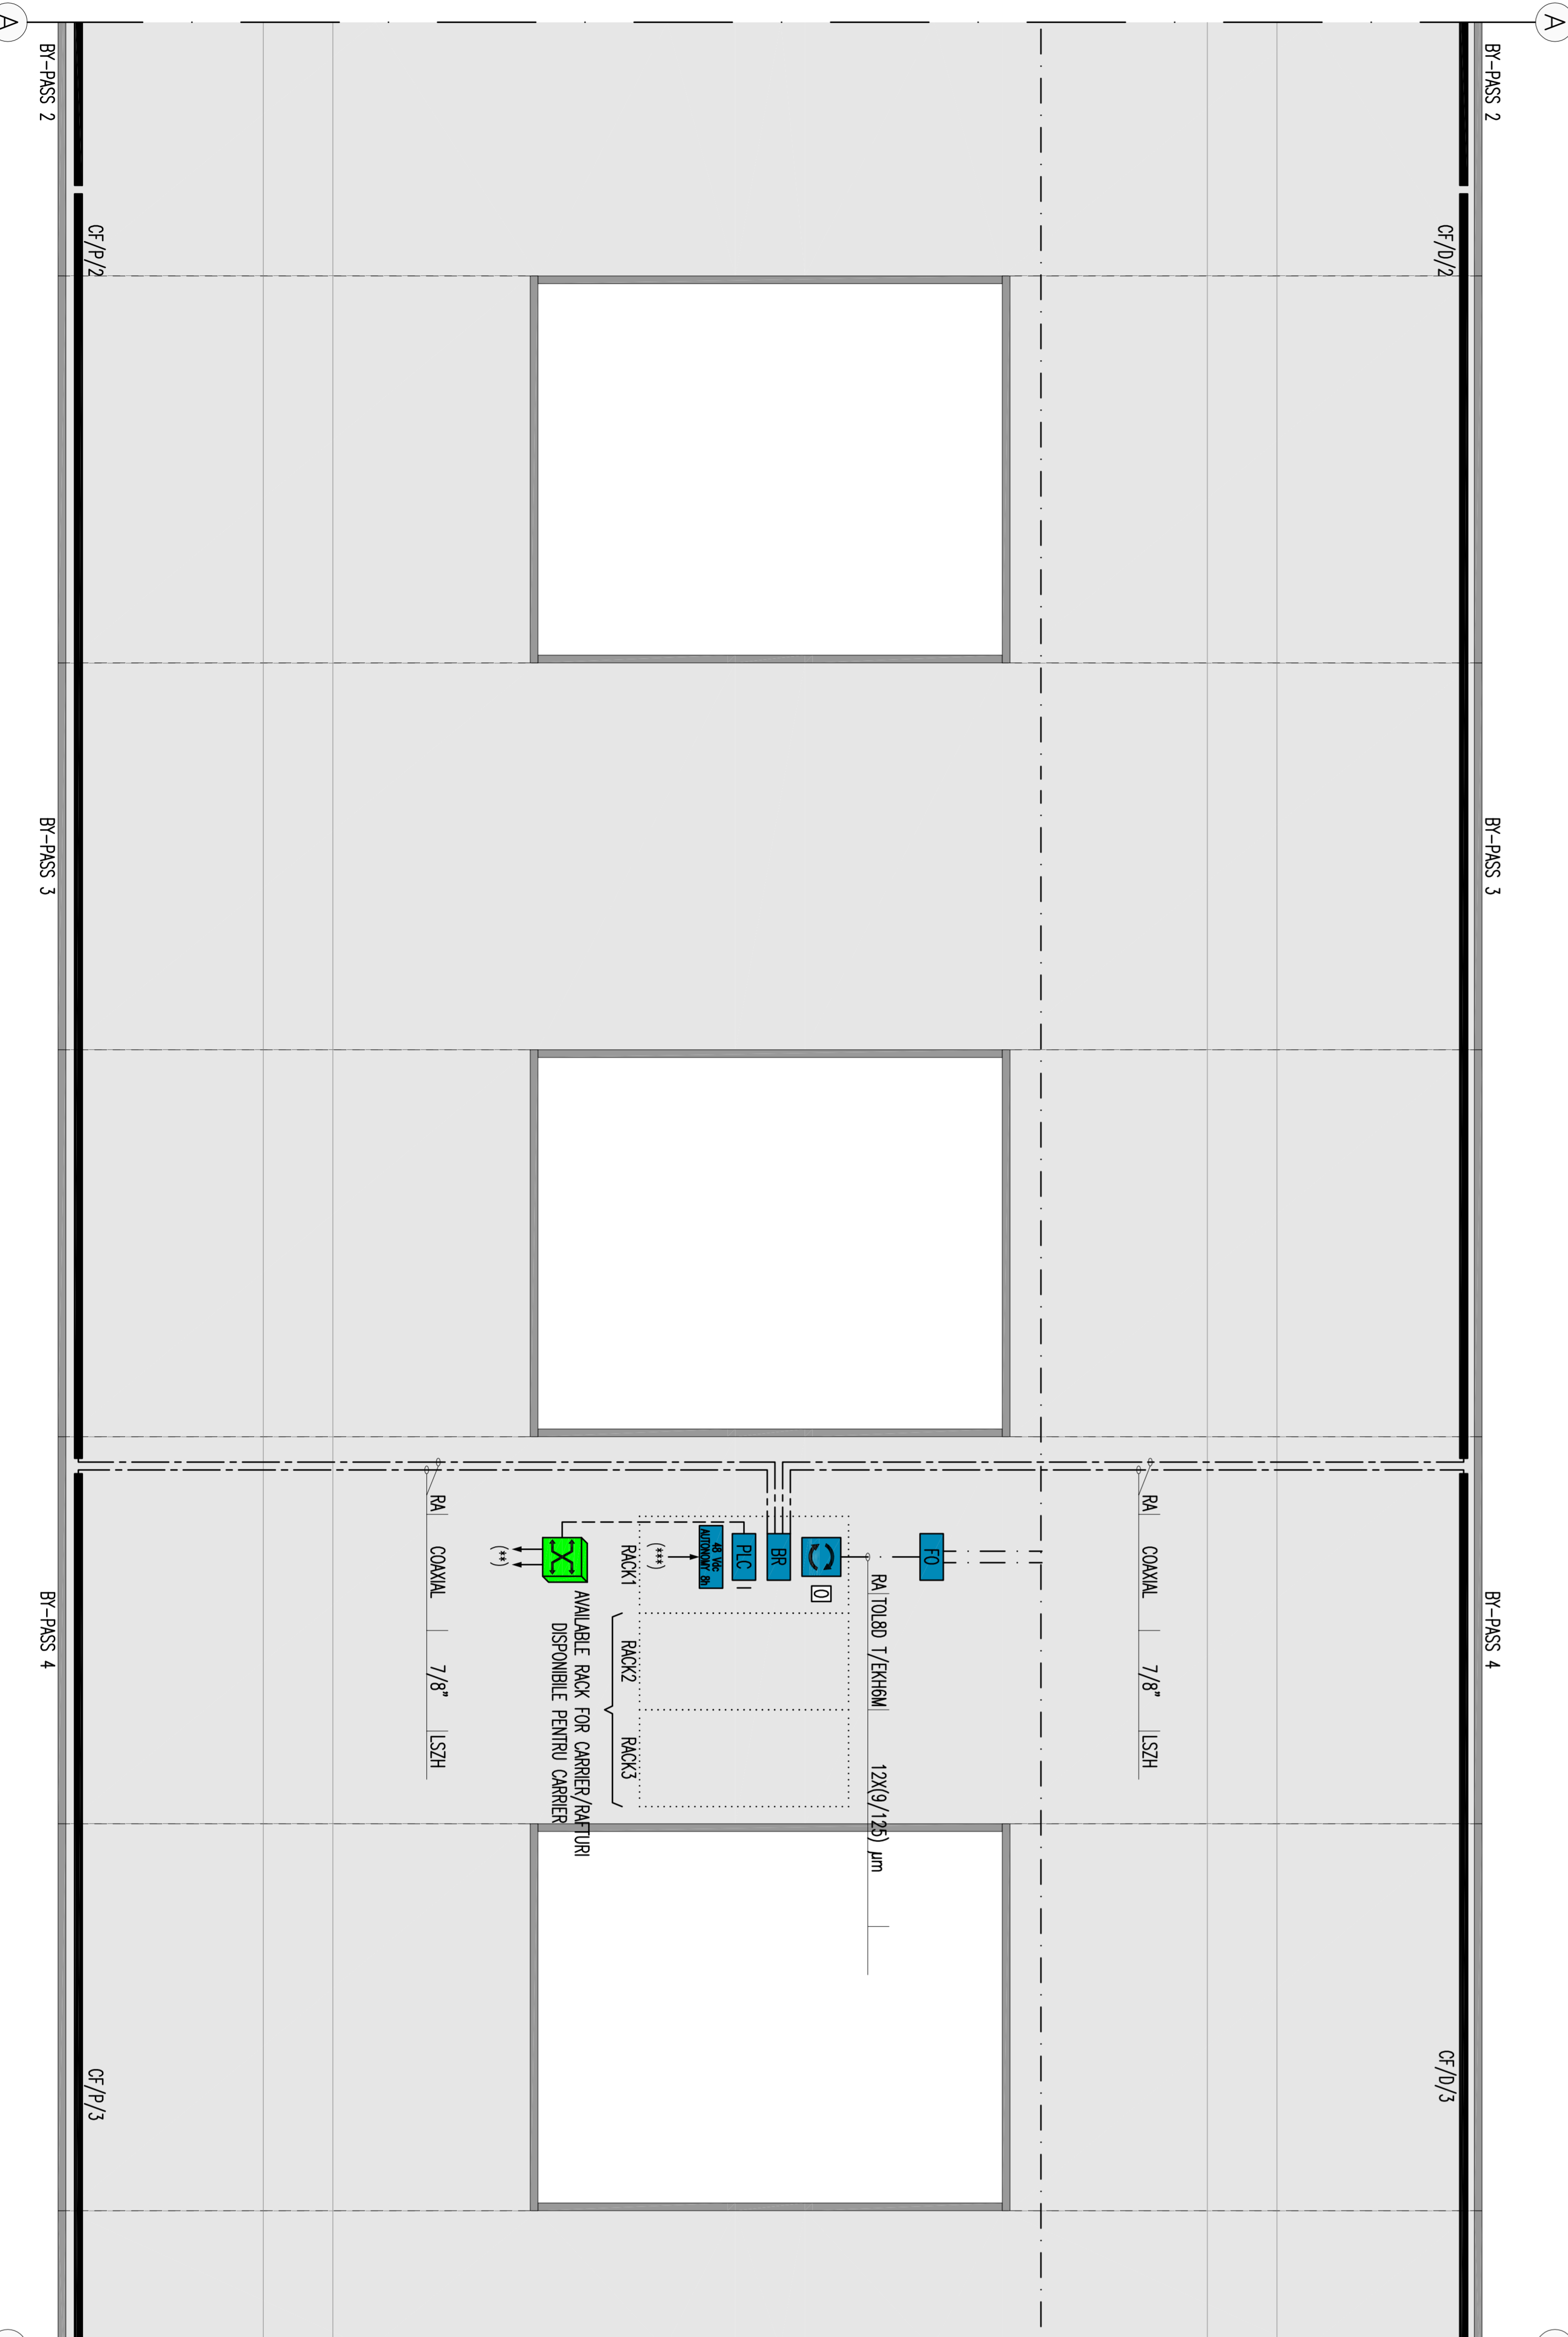 A
BY-PASS 2 BY-PASS 3 BY-PASS 4
CF/D/2 CF/D/3
RA COAXIAL 7/8" LSZH
FO
RA TOL8D T/EKH6M 12X(9/125) µm
O
BR
PLC I
48 Vdc
AUTONOMY 8h
(***)
RACK1 RACK2 RACK3
AVAILABLE RACK FOR CARRIER/RAFTURI
DISPONIBILE PENTRU CARRIER
(**)
RA COAXIAL 7/8" LSZH
CF/P/2 CF/P/3
BY-PASS 2 BY-PASS 3 BY-PASS 4
A